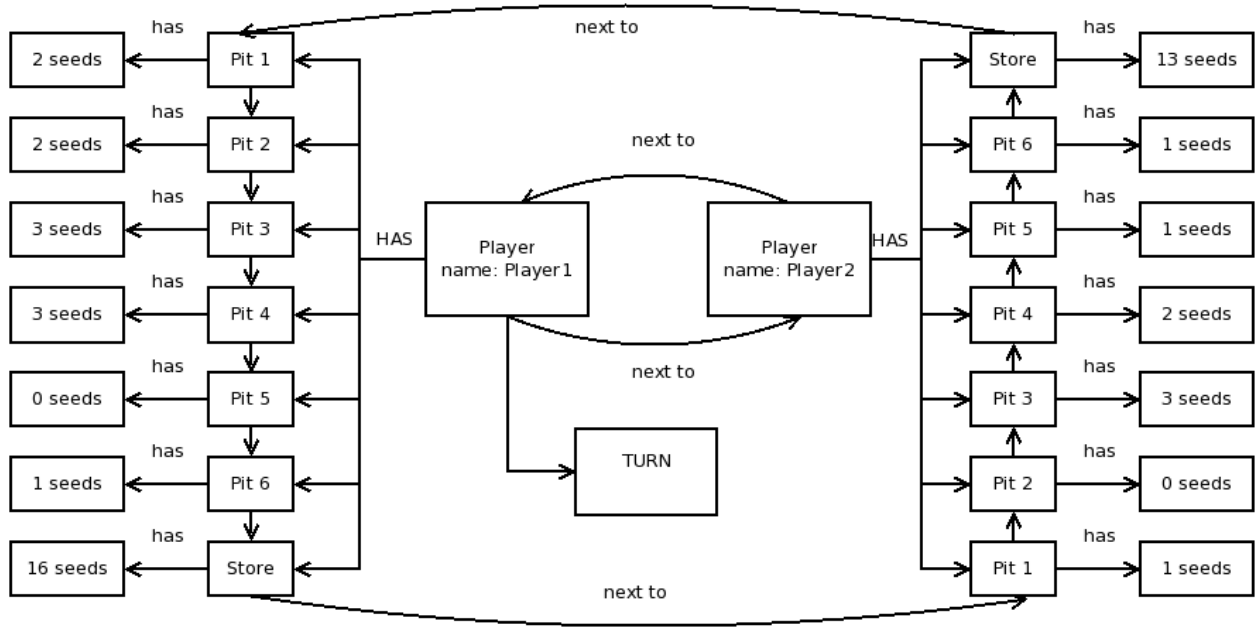 next to
has
Pit 1
2 seeds
has
Pit 2
2 seeds
has
Pit 3
3 seeds
has
Pit 4
3 seeds
has
Pit 5
0 seeds
has
Pit 6
1 seeds
has
Store
16 seeds
HAS
next to
Player
name: Player1
Player
name: Player2
next to
TURN
next to
HAS
has
Store
13 seeds
has
Pit 6
1 seeds
has
Pit 5
1 seeds
has
Pit 4
2 seeds
has
Pit 3
3 seeds
has
Pit 2
0 seeds
has
Pit 1
1 seeds